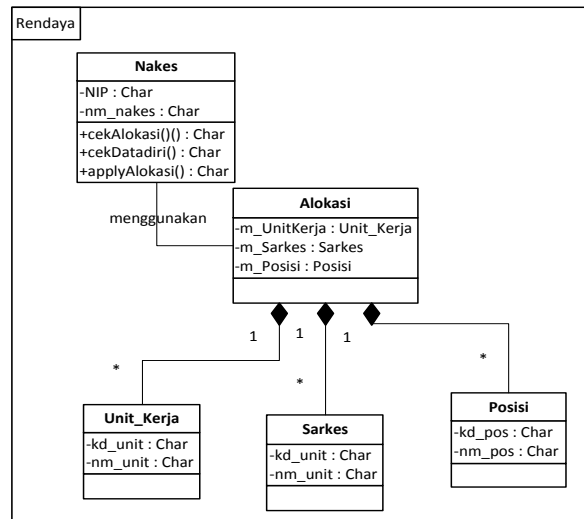 Rendaya
Nakes
-NIP : Char
-nm_nakes : Char
+cekAlokasi()() : Char
+cekDatadiri() : Char
+applyAlokasi() : Char
menggunakan
Alokasi
-m_UnitKerja : Unit_Kerja
-m_Sarkes : Sarkes
-m_Posisi : Posisi
1
1
1
*
*
*
Unit_Kerja
-kd_unit : Char
-nm_unit : Char
Sarkes
-kd_unit : Char
-nm_unit : Char
Posisi
-kd_pos : Char
-nm_pos : Char